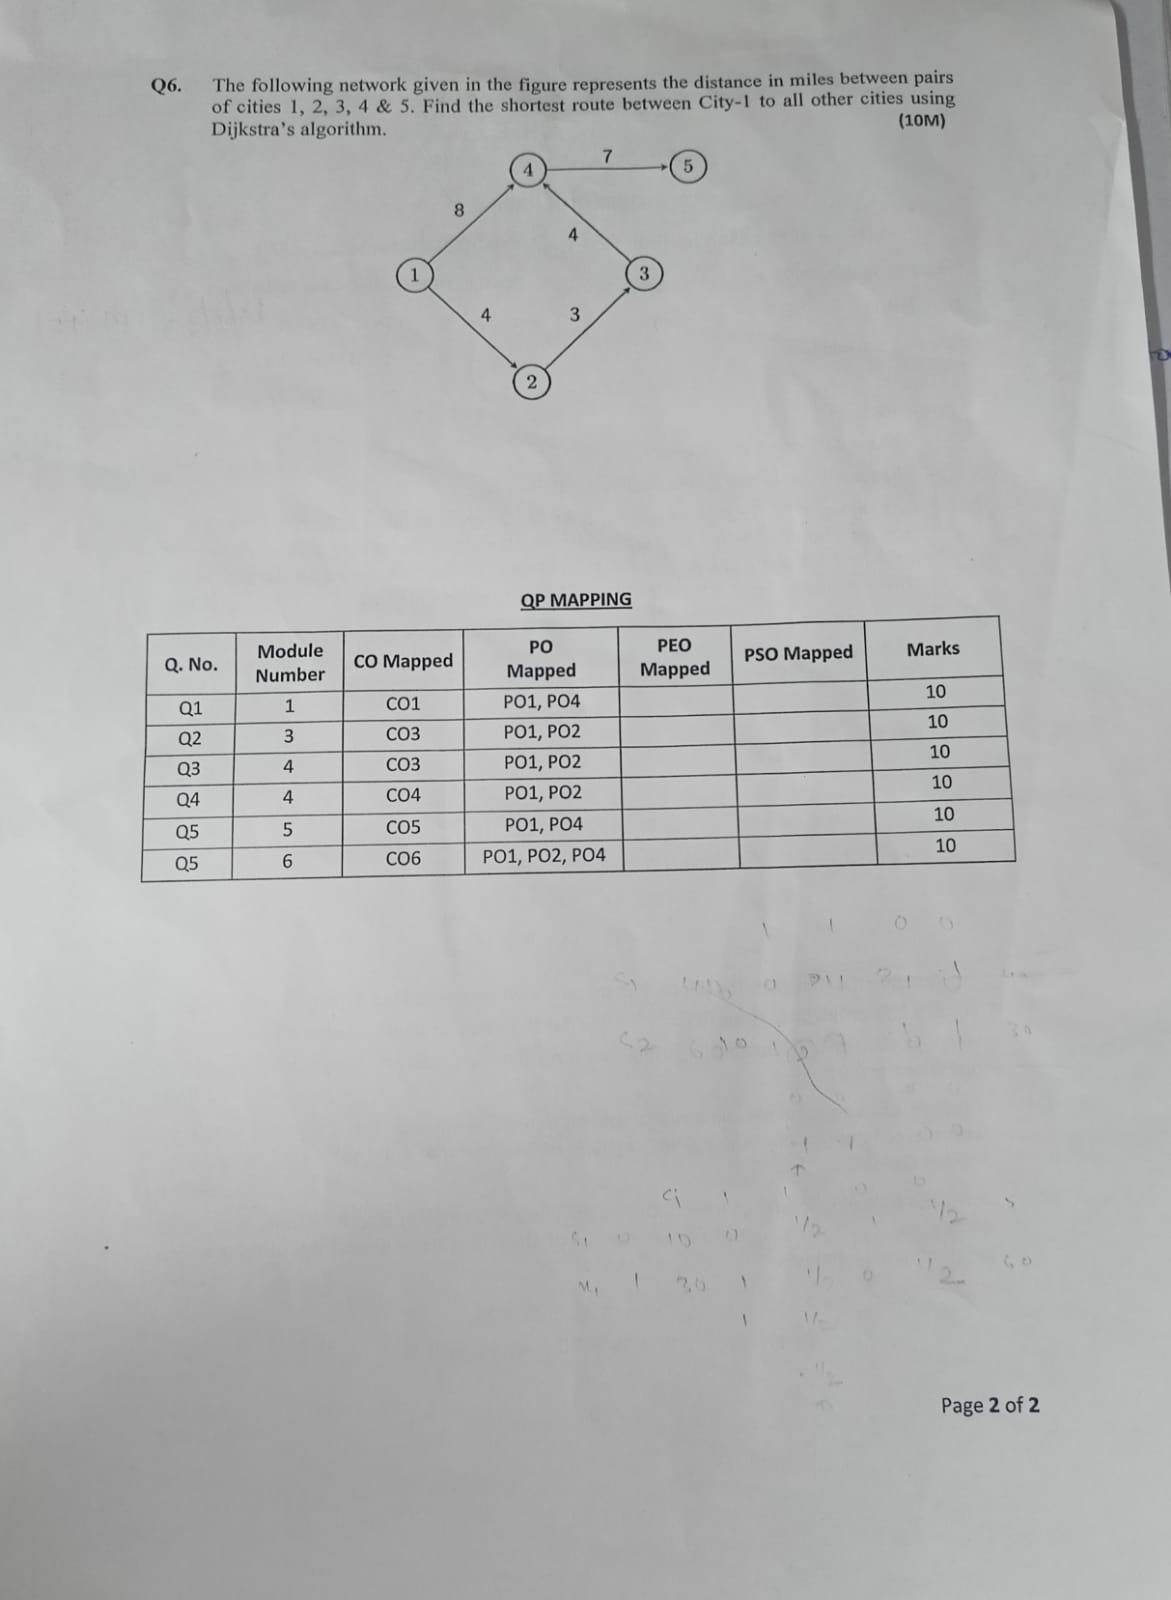 Q6. The following network given in the figure represents the distance in miles between pairs
of cities 1, 2, 3, 4 & 5. Find the shortest route between City-1 to all other cities using
Dijkstra's algorithm. (10M)
4 7 5
8
4
1 3
4 3
2
QP MAPPING
Q. No. Module Number CO Mapped PO Mapped PEO Mapped PSO Mapped Marks
Q1 1 CO1 PO1, PO4 10
Q2 3 CO3 PO1, PO2 10
Q3 4 CO3 PO1, PO2 10
Q4 4 CO4 PO1, PO2 10
Q5 5 CO5 PO1, PO4 10
Q5 6 CO6 PO1, PO2, PO4 10
1 1 0 0
Page 2 of 2